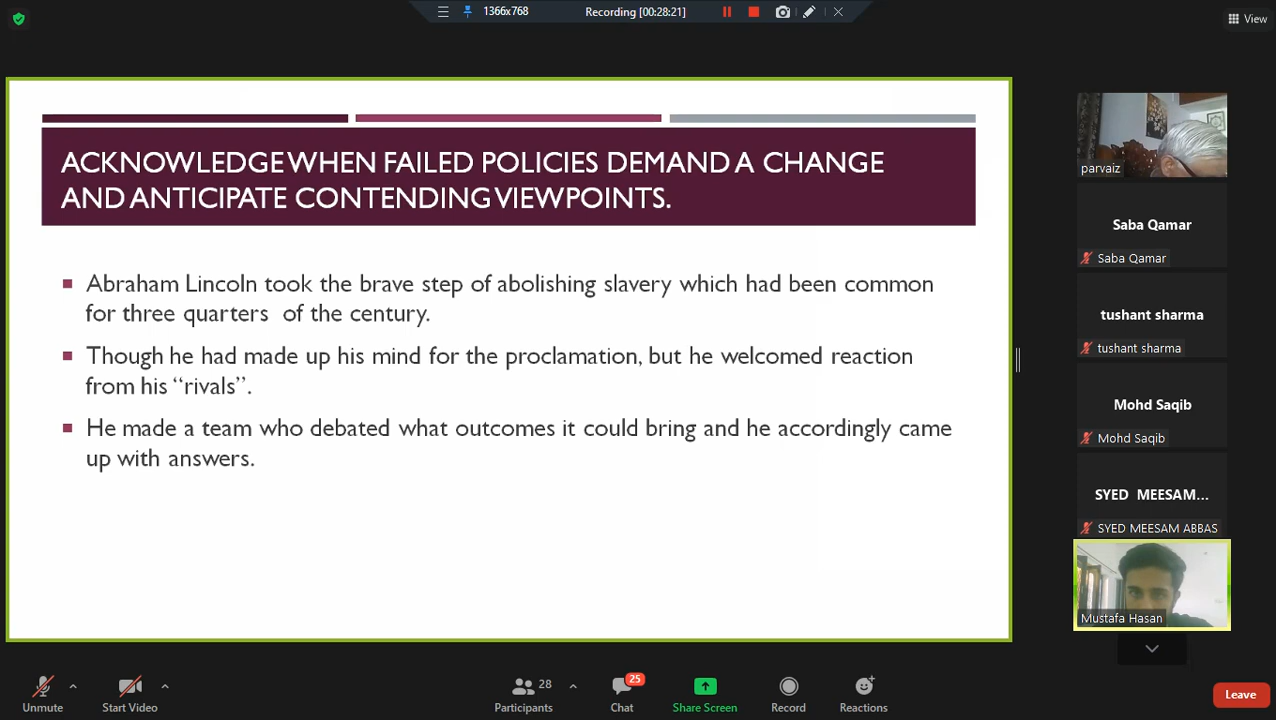 1366x768
Recording [00:28:21]
View
ACKNOWLEDGE WHEN FAILED POLICIES DEMAND A CHANGE
AND ANTICIPATE CONTENDING VIEWPOINTS.
Abraham Lincoln took the brave step of abolishing slavery which had been common
for three quarters of the century.
Though he had made up his mind for the proclamation, but he welcomed reaction
from his “rivals”.
He made a team who debated what outcomes it could bring and he accordingly came
up with answers.
parvaiz
Saba Qamar
Saba Qamar
tushant sharma
tushant sharma
Mohd Saqib
Mohd Saqib
SYED MEESAM...
SYED MEESAM ABBAS
Mustafa Hasan
Unmute
Start Video
28
Participants
25
Chat
Share Screen
Record
Reactions
Leave